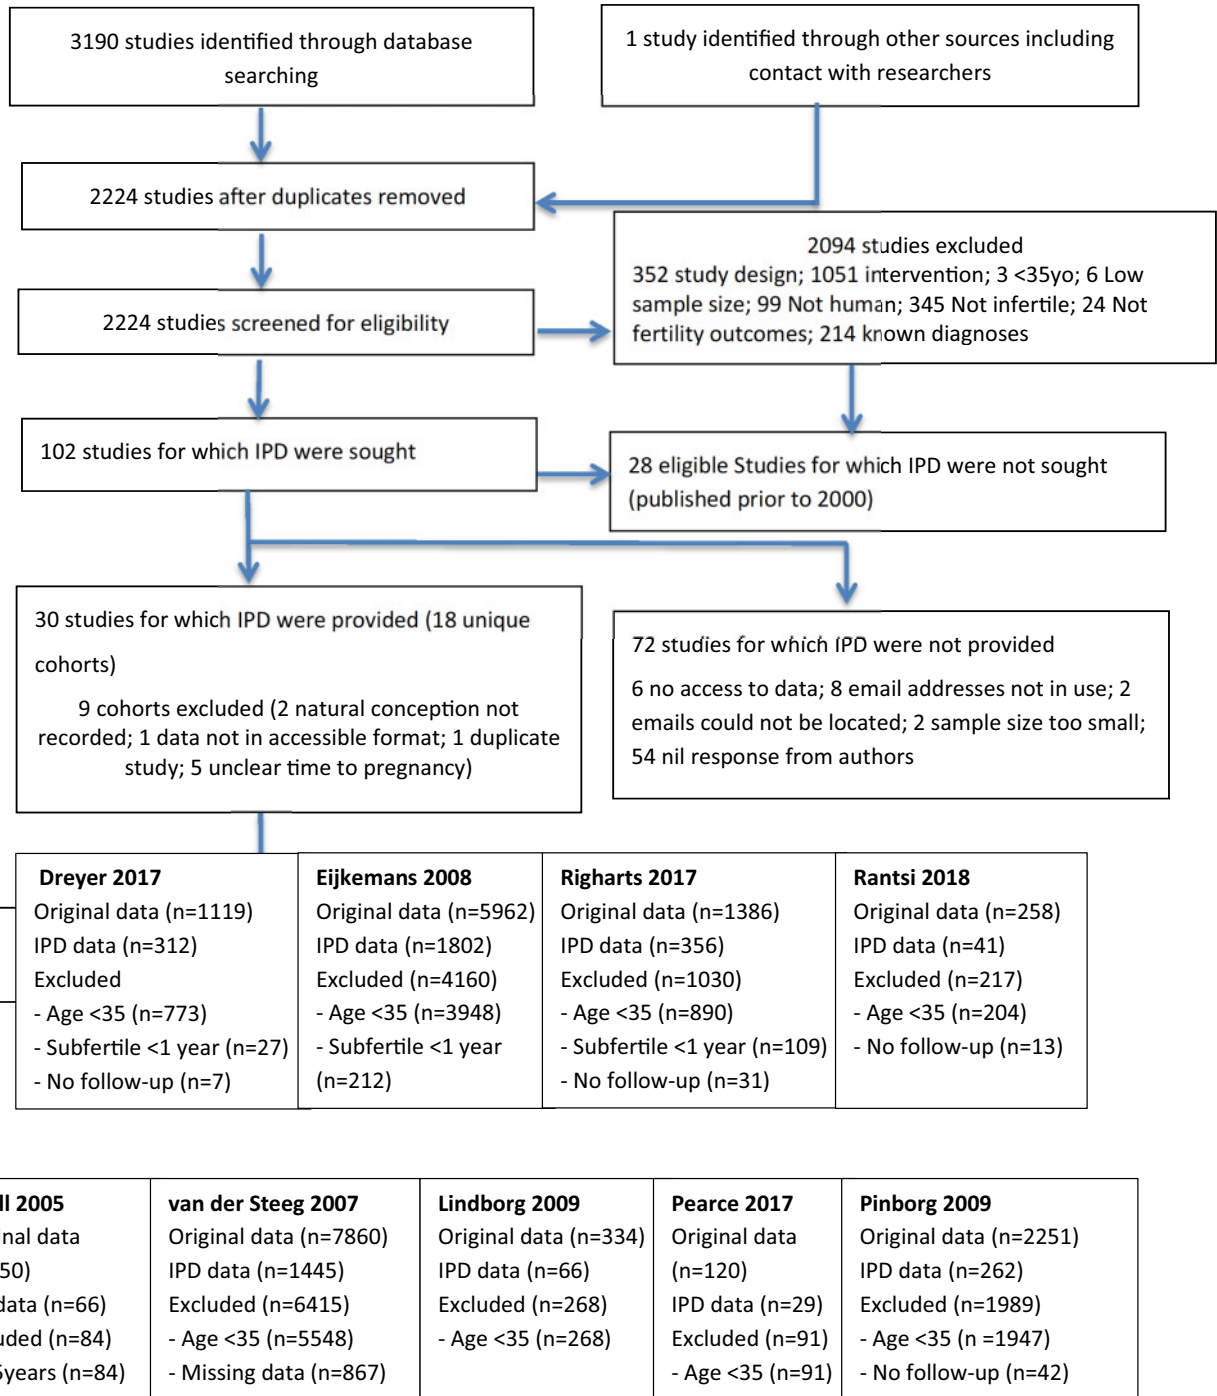 3190 studies identified through database
searching
1 study identified through other sources including
contact with researchers
2224 studies after duplicates removed
2094 studies excluded
352 study design; 1051 intervention; 3 <35yo; 6 Low
sample size; 99 Not human; 345 Not infertile; 24 Not
fertility outcomes; 214 known diagnoses
2224 studies screened for eligibility
102 studies for which IPD were sought
28 eligible Studies for which IPD were not sought
(published prior to 2000)
30 studies for which IPD were provided (18 unique
cohorts)
9 cohorts excluded (2 natural conception not
recorded; 1 data not in accessible format; 1 duplicate
study; 5 unclear time to pregnancy)
72 studies for which IPD were not provided
6 no access to data; 8 email addresses not in use; 2
emails could not be located; 2 sample size too small;
54 nil response from authors
Dreyer 2017
Original data (n=1119)
IPD data (n=312)
Excluded
- Age <35 (n=773)
- Subfertile <1 year (n=27)
- No follow-up (n=7)
Eijkemans 2008
Original data (n=5962)
IPD data (n=1802)
Excluded (n=4160)
- Age <35 (n=3948)
- Subfertile <1 year
(n=212)
Righarts 2017
Original data (n=1386)
IPD data (n=356)
Excluded (n=1030)
- Age <35 (n=890)
- Subfertile <1 year (n=109)
- No follow-up (n=31)
Rantsi 2018
Original data (n=258)
IPD data (n=41)
Excluded (n=217)
- Age <35 (n=204)
- No follow-up (n=13)
ll 2005
inal data
50)
data (n=66)
uded (n=84)
years (n=84)
van der Steeg 2007
Original data (n=7860)
IPD data (n=1445)
Excluded (n=6415)
- Age <35 (n=5548)
- Missing data (n=867)
Lindborg 2009
Original data (n=334)
IPD data (n=66)
Excluded (n=268)
- Age <35 (n=268)
Pearce 2017
Original data
(n=120)
IPD data (n=29)
Excluded (n=91)
- Age <35 (n=91)
Pinborg 2009
Original data (n=2251)
IPD data (n=262)
Excluded (n=1989)
- Age <35 (n =1947)
- No follow-up (n=42)